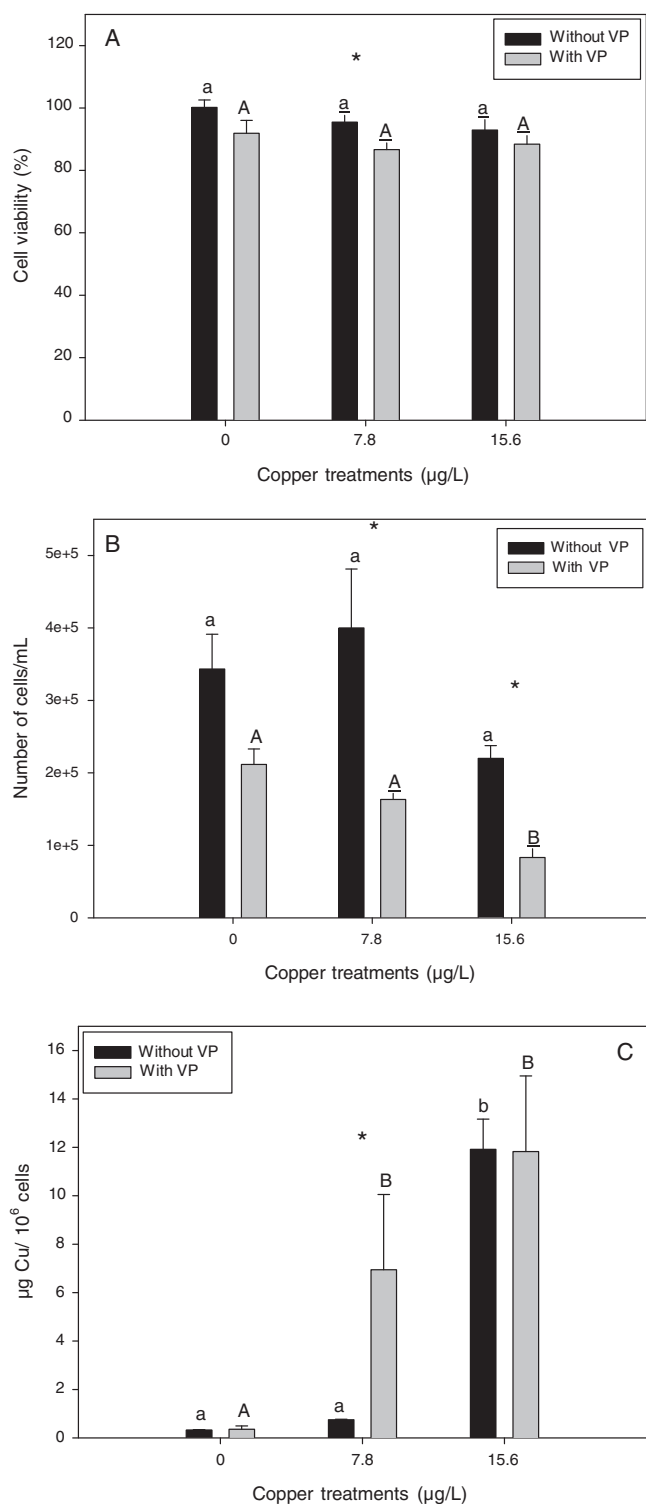 A
Without VP
With VP
120
100
80
60
40
20
0
Cell viability (%)
a
A
*
a
A
a
A
0
7.8
15.6
Copper treatments (µg/L)
B
Without VP
With VP
5e+5
4e+5
3e+5
2e+5
1e+5
0
Number of cells/mL
a
A
*
a
A
*
a
B
0
7.8
15.6
Copper treatments (µg/L)
Without VP
With VP
C
16
14
12
10
8
6
4
2
0
µg Cu/ 10⁶ cells
a
A
*
a
B
b
B
0
7.8
15.6
Copper treatments (µg/L)